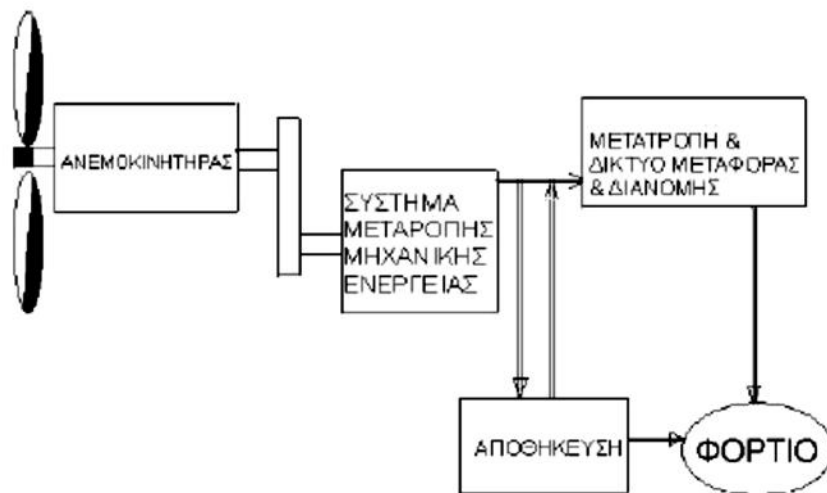 ΑΝΕΜΟΚΙΝΗΤΗΡΑΣ
ΣΥΣΤΗΜΑ
ΜΕΤΑΡΟΠΗΣ
ΜΗΧΑΝΙΚΗΣ
ΕΝΕΡΓΕΙΑΣ
ΜΕΤΑΤΡΟΠΗ &
ΔΙΚΤΥΟ ΜΕΤΑΦΟΡΑΣ
& ΔΙΑΝΟΜΗΣ
ΑΠΟΘΗΚΕΥΣΗ
ΦΟΡΤΙΟ